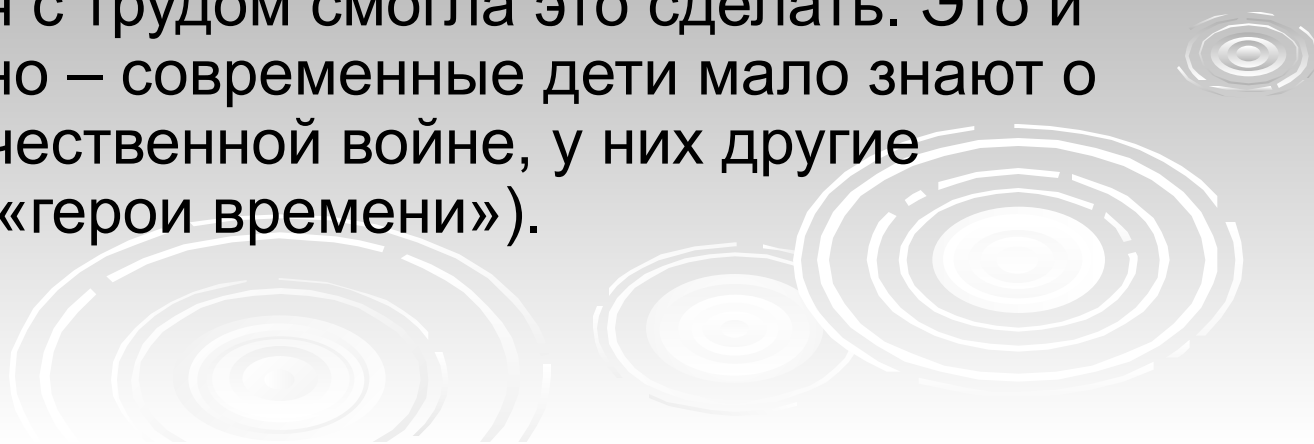 с трудом смогла это сделать. Это и
но – современные дети мало знают о
чественной войне, у них другие
«герои времени»).